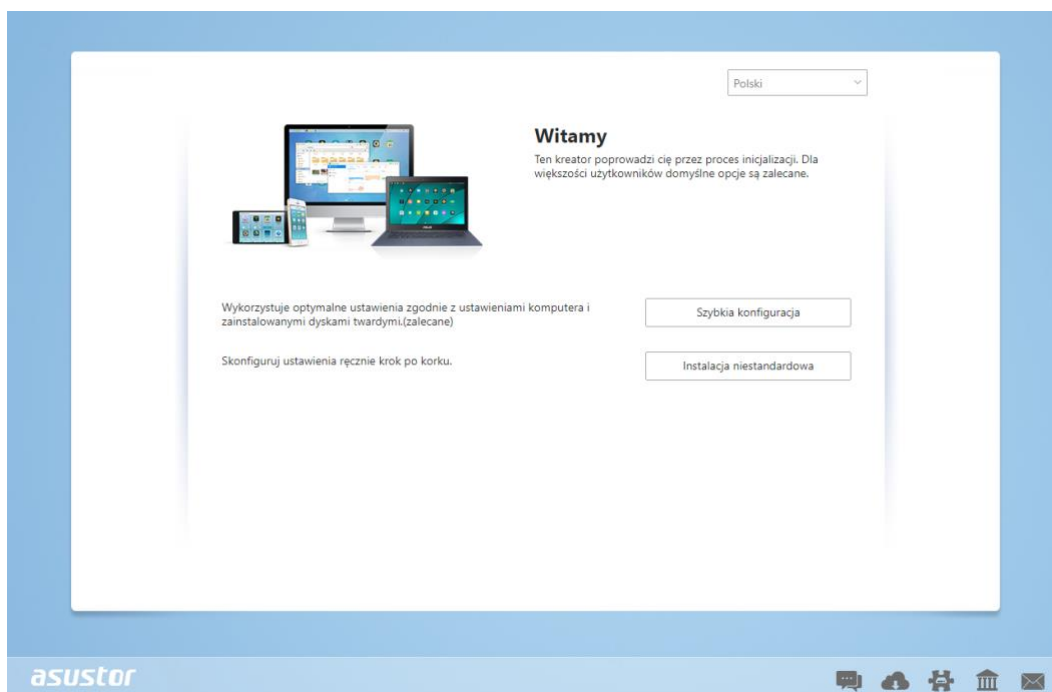 Polski
Witamy
Ten kreator poprowadzi cię przez proces inicjalizacji. Dla
większości użytkowników domyślne opcje są zalecane.
Wykorzystuje optymalne ustawienia zgodnie z ustawieniami komputera i
zainstalowanymi dyskami twardymi.(zalecane)
Szybkia konfiguracja
Skonfiguruj ustawienia ręcznie krok po korku.
Instalacja niestandardowa
asustor